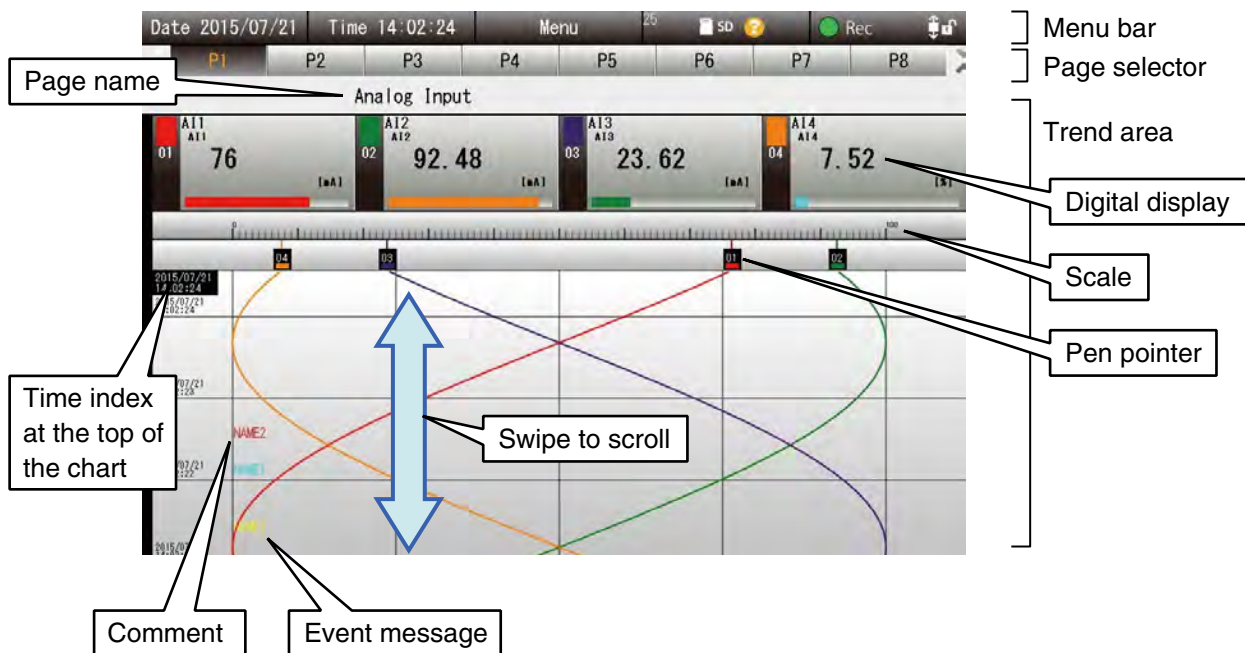 Date 2015/07/21 Time 14:02:24 Menu 25 SD ? Rec
Menu bar
P1 P2 P3 P4 P5 P6 P7 P8
Page selector
Page name
Analog Input
Trend area
AI1 AI2 AI3 AI4
AI1 AI2 AI3 AI4
01 76 02 92.48 03 23.62 04 7.52
[mA] [mA] [mA] [%]
Digital display
0 100
Scale
04 03 01 02
Pen pointer
2015/07/21
14:02:24
Time index
at the top of
the chart
NAME2
Swipe to scroll
NAME1
Comment
Event message